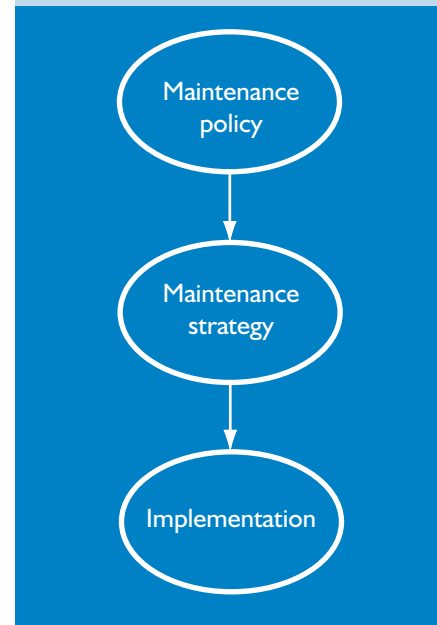 Maintenance
policy
Maintenance
strategy
Implementation